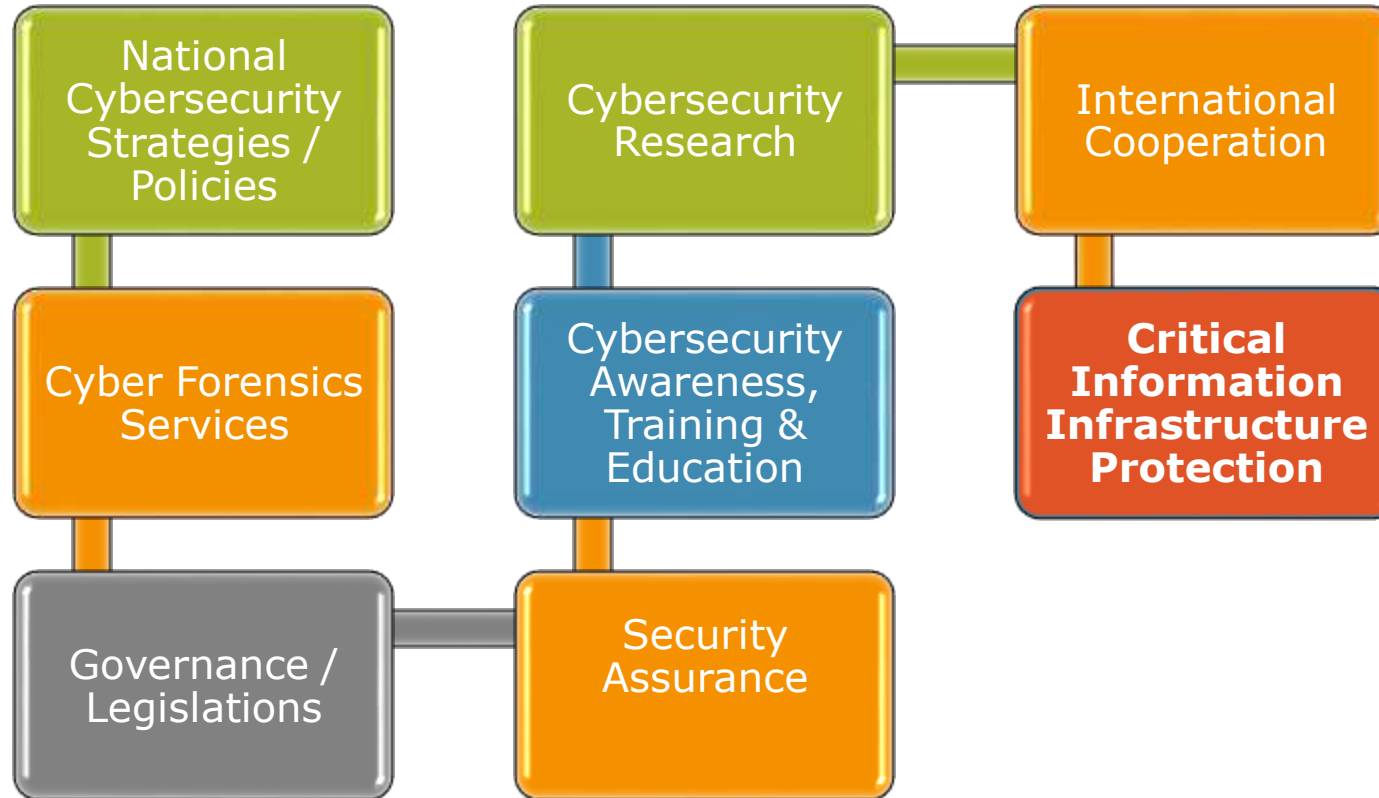 National
Cybersecurity
Strategies /
Policies
Cyber Forensics
Services
Governance /
Legislations
Security
Assurance
Cybersecurity
Awareness,
Training &
Education
Cybersecurity
Research
International
Cooperation
Critical
Information
Infrastructure
Protection